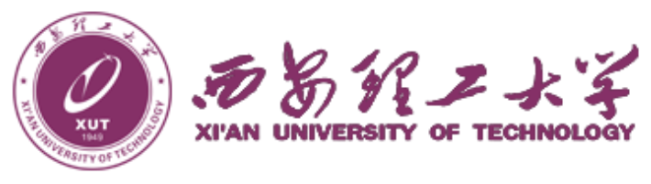 西安理工大学
XUT
1949
XI'AN UNIVERSITY OF TECHNOLOGY
西安理工大学
XI'AN UNIVERSITY OF TECHNOLOGY